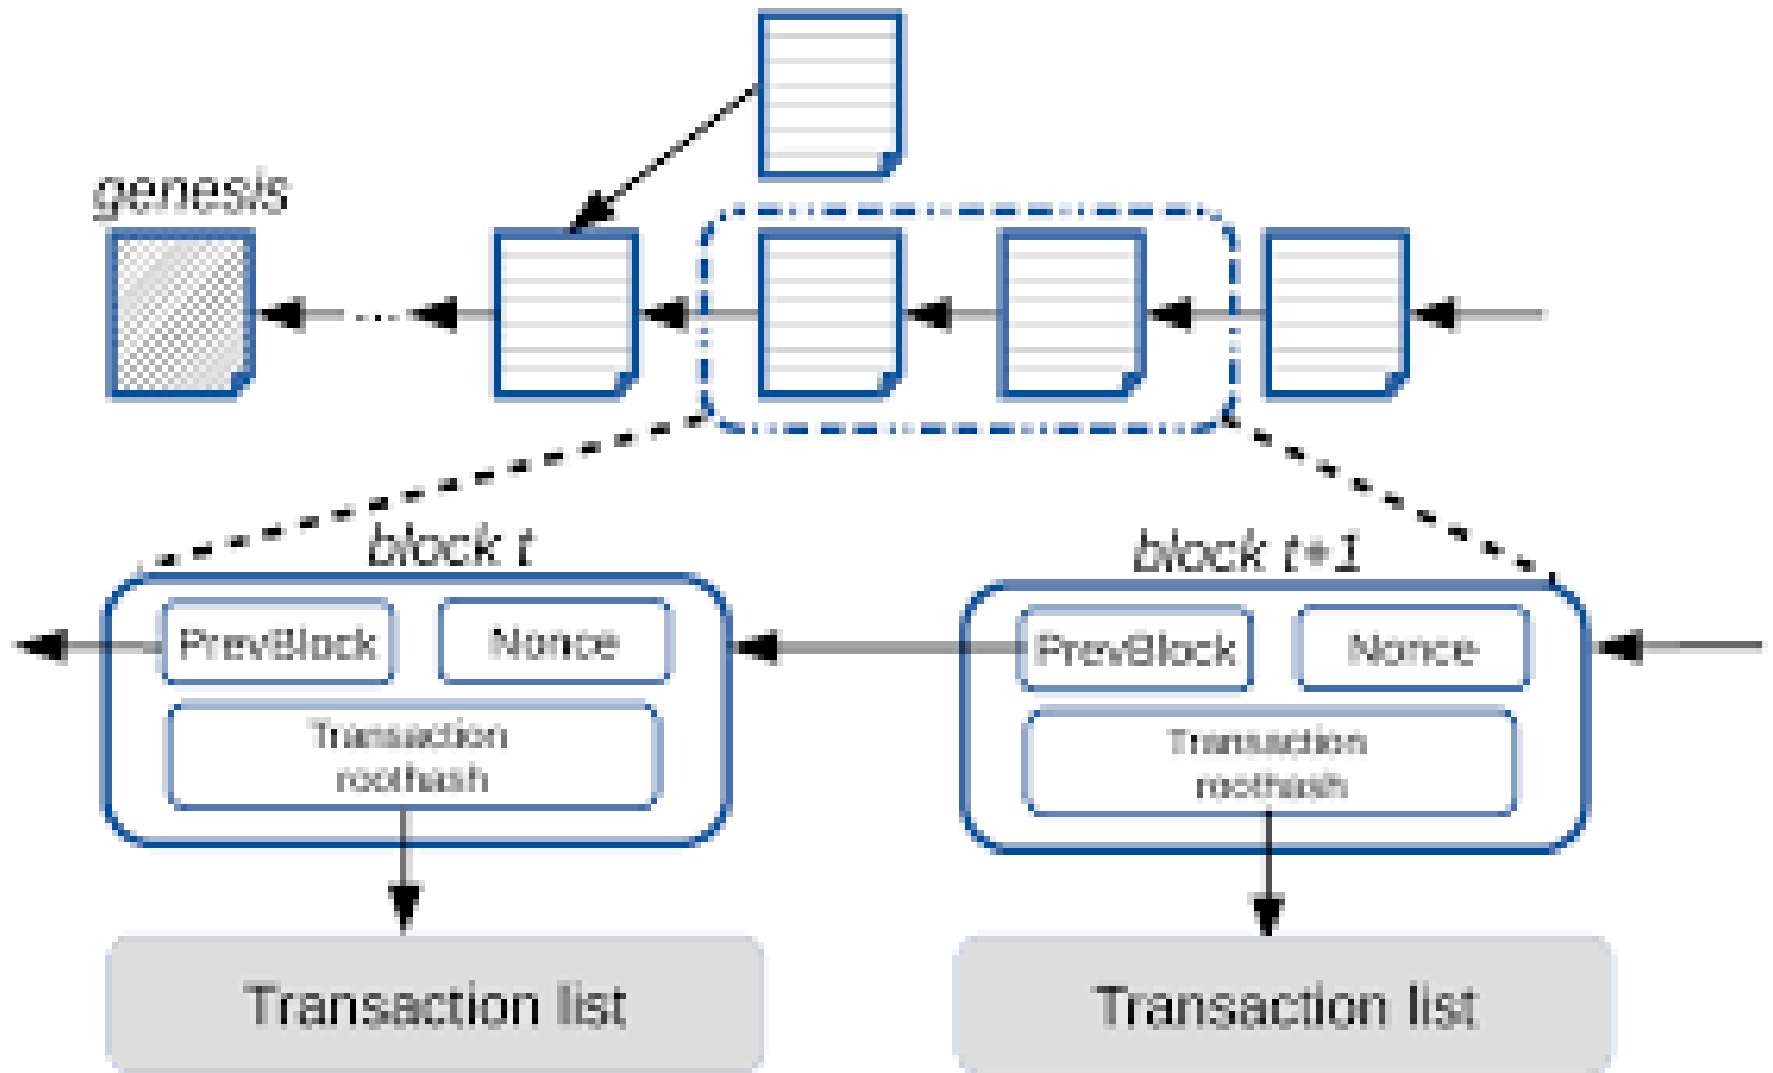 genesis
...
block t
block t+1
PrevBlock
Nonce
PrevBlock
Nonce
Transaction
roothash
Transaction
roothash
Transaction list
Transaction list